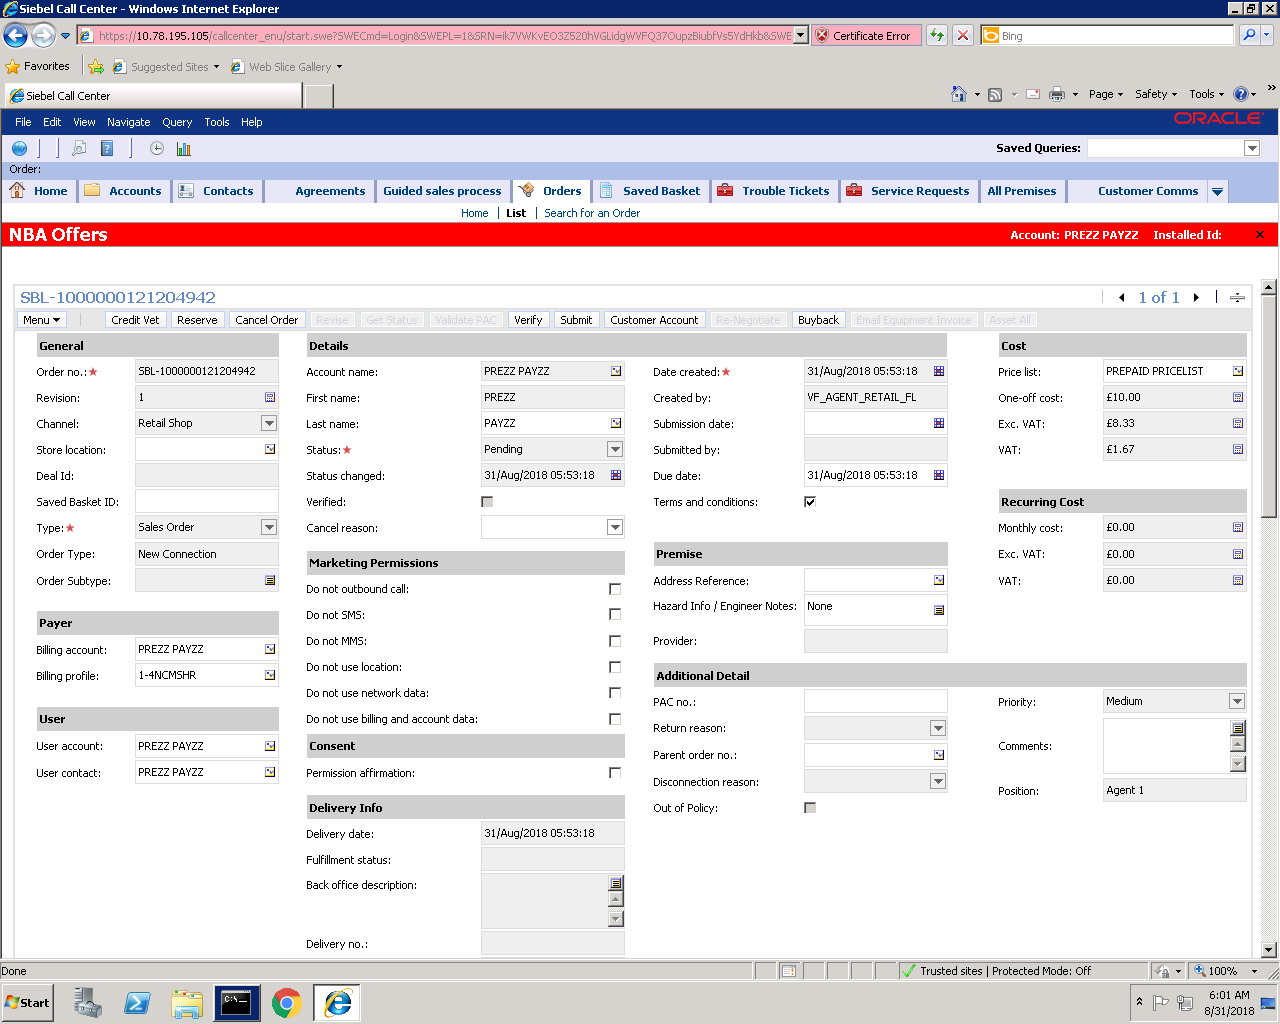 Siebel Call Center - Windows Internet Explorer
https://10.78.195.105/callcenter_enu/start.swe?SWECmd=Login&SWEPL=1&SRN=ik7VWKvEO3Z520hVGLidgWVFQ37OupzBiubfVs5YdHkb&SWE
Certificate Error
Bing
Favorites
Suggested Sites
Web Slice Gallery
Siebel Call Center
Page
Safety
Tools
File Edit View Navigate Query Tools Help
ORACLE
Saved Queries:
Order:
Home
Accounts
Contacts
Agreements
Guided sales process
Orders
Saved Basket
Trouble Tickets
Service Requests
All Premises
Customer Comms
Home | List | Search for an Order
NBA Offers
Account: PREZZ PAYZZ Installed Id:
SBL-1000000121204942
1 of 1
Menu
Credit Vet
Reserve
Cancel Order
Revise
Get Status
Validate PAC
Verify
Submit
Customer Account
Re-Negotiate
Buyback
Email Equipment Invoice
Asset All
General
Order no.:★ SBL-1000000121204942
Revision: 1
Channel: Retail Shop
Store location:
Deal Id:
Saved Basket ID:
Type:★ Sales Order
Order Type: New Connection
Order Subtype:
Payer
Billing account: PREZZ PAYZZ
Billing profile: 1-4NCMSHR
User
User account: PREZZ PAYZZ
User contact: PREZZ PAYZZ
Details
Account name: PREZZ PAYZZ
First name: PREZZ
Last name: PAYZZ
Status:★ Pending
Status changed: 31/Aug/2018 05:53:18
Verified:
Cancel reason:
Date created:★ 31/Aug/2018 05:53:18
Created by: VF_AGENT_RETAIL_FL
Submission date:
Submitted by:
Due date: 31/Aug/2018 05:53:18
Terms and conditions:
Marketing Permissions
Do not outbound call:
Do not SMS:
Do not MMS:
Do not use location:
Do not use network data:
Do not use billing and account data:
Consent
Permission affirmation:
Delivery Info
Delivery date: 31/Aug/2018 05:53:18
Fulfillment status:
Back office description:
Delivery no.:
Premise
Address Reference:
Hazard Info / Engineer Notes: None
Provider:
Additional Detail
PAC no.:
Return reason:
Parent order no.:
Disconnection reason:
Out of Policy:
Priority: Medium
Comments:
Position: Agent 1
Cost
Price list: PREPAID PRICELIST
One-off cost: £10.00
Exc. VAT: £8.33
VAT: £1.67
Recurring Cost
Monthly cost: £0.00
Exc. VAT: £0.00
VAT: £0.00
Done
Trusted sites | Protected Mode: Off
100%
Start
6:01 AM
8/31/2018